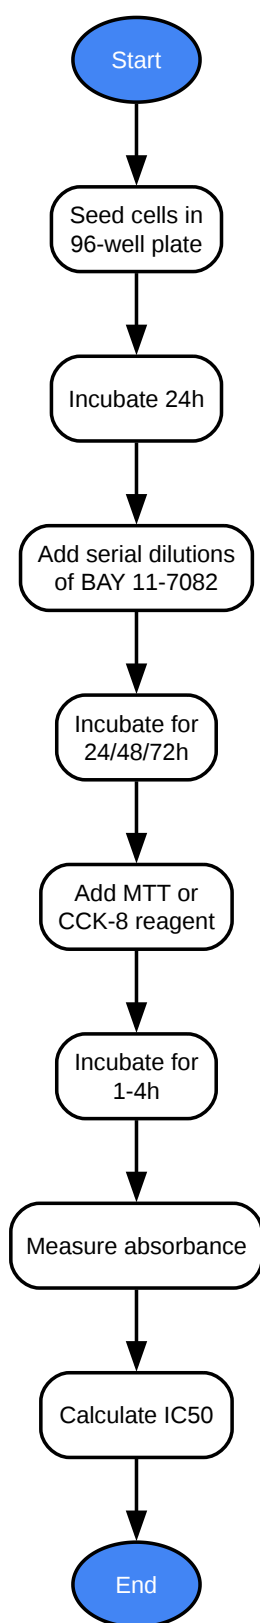 Start
Seed cells in
96-well plate
Incubate 24h
Add serial dilutions
of BAY 11-7082
Incubate for
24/48/72h
Add MTT or
CCK-8 reagent
Incubate for
1-4h
Measure absorbance
Calculate IC50
End